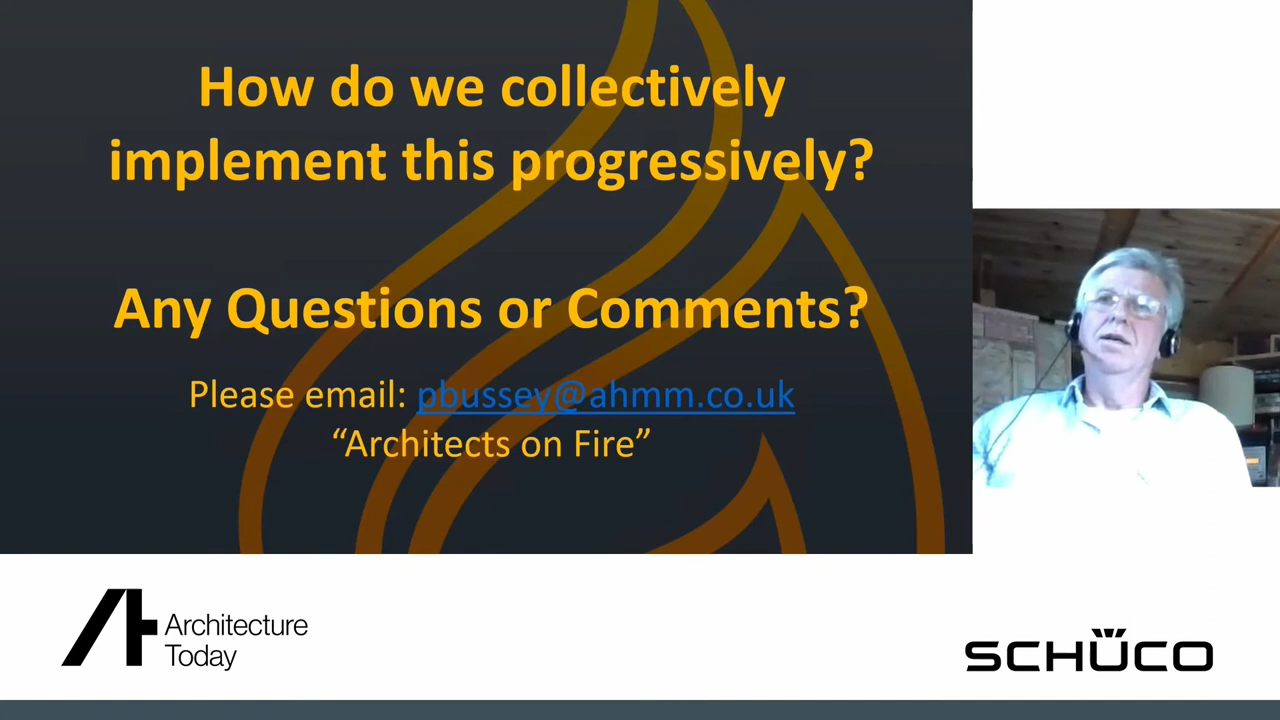 How do we collectively
implement this progressively?
Any Questions or Comments?
Please email: pbussey@ahmm.co.uk
“Architects on Fire”
Architecture
Today
SCHÜCO